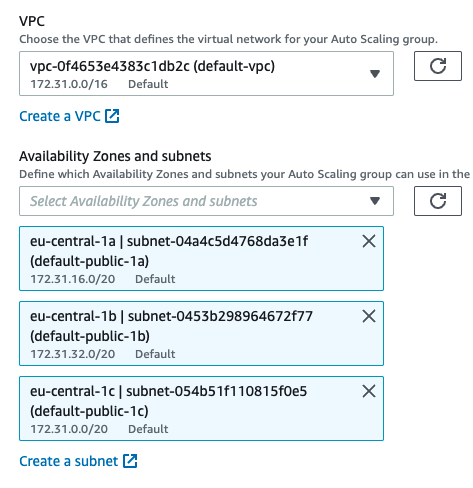 VPC
Choose the VPC that defines the virtual network for your Auto Scaling group.
vpc-0f4653e4383c1db2c (default-vpc)
172.31.0.0/16 Default
Create a VPC
Availability Zones and subnets
Define which Availability Zones and subnets your Auto Scaling group can use in the
Select Availability Zones and subnets
eu-central-1a | subnet-04a4c5d4768da3e1f
(default-public-1a)
172.31.16.0/20 Default
eu-central-1b | subnet-0453b298964672f77
(default-public-1b)
172.31.32.0/20 Default
eu-central-1c | subnet-054b51f110815f0e5
(default-public-1c)
172.31.0.0/20 Default
Create a subnet